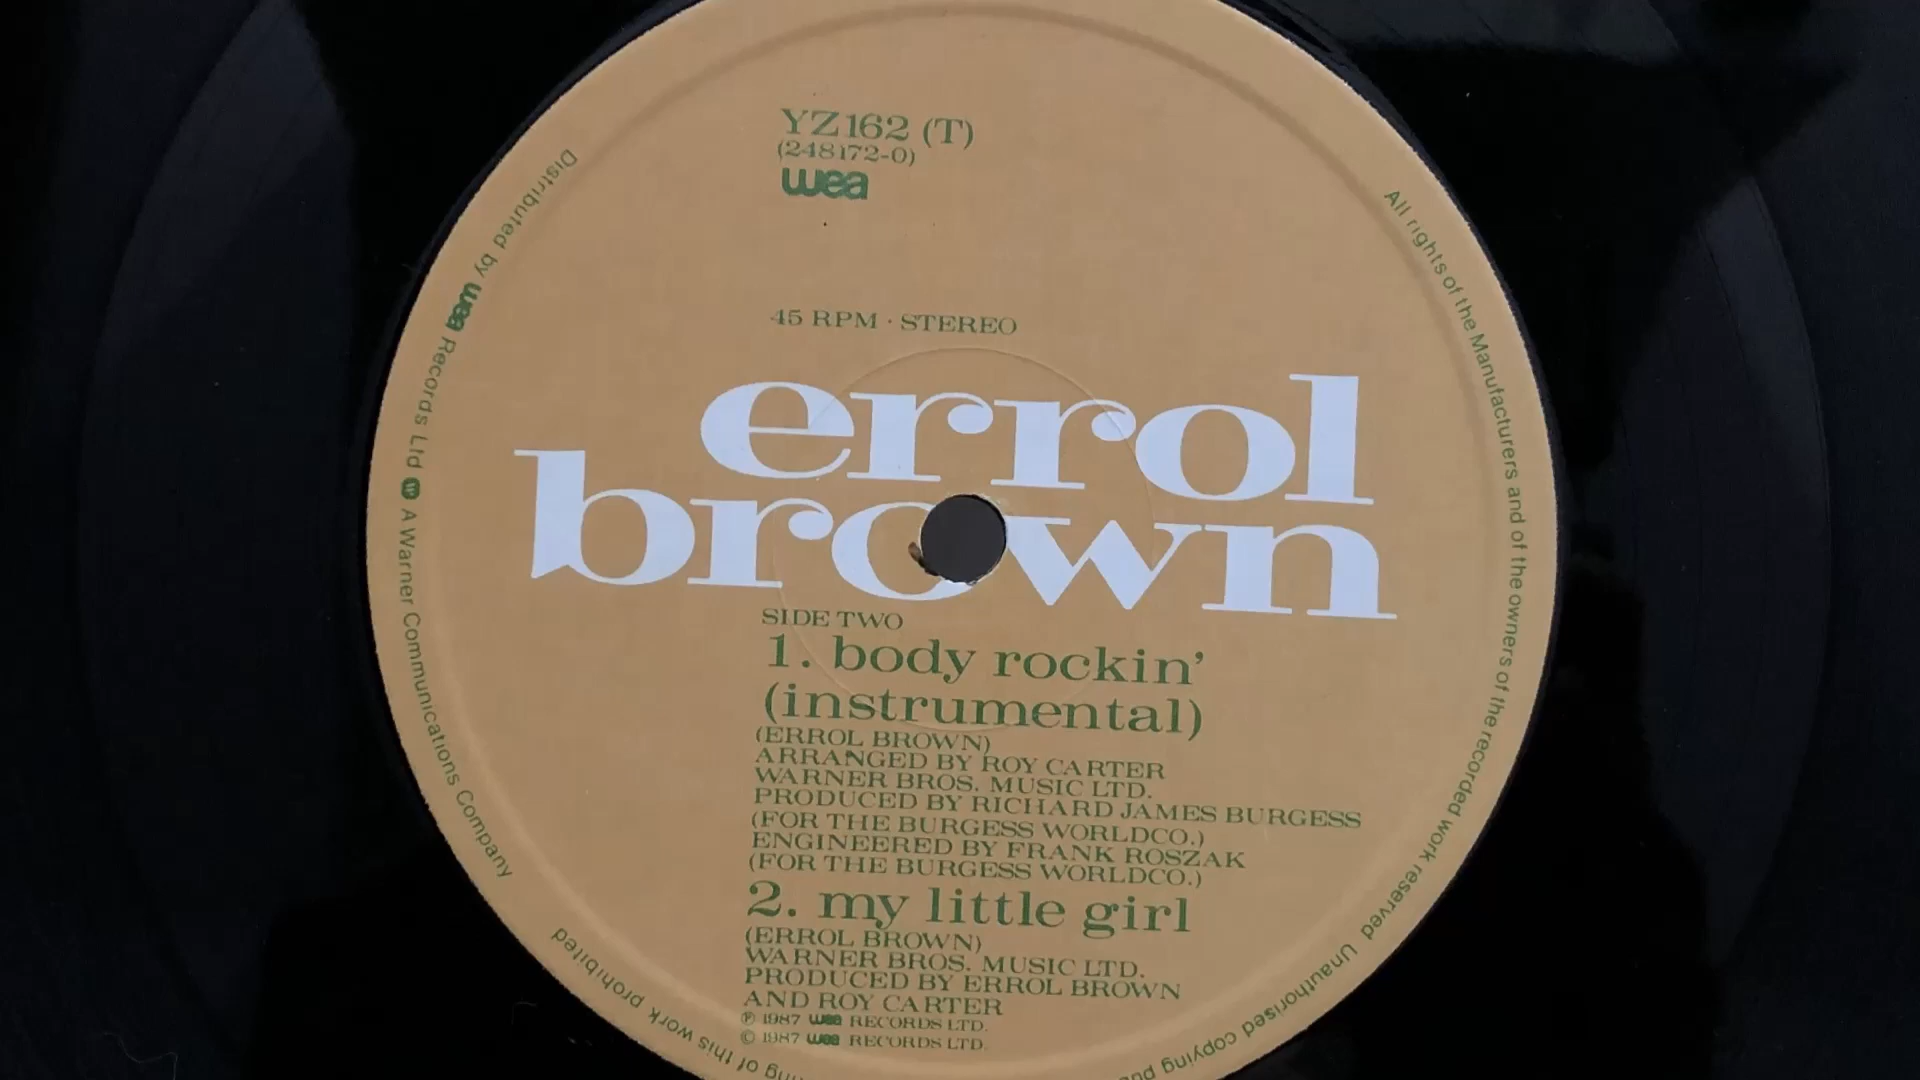 YZ162 (T)
(248172-0)
wea
45 RPM · STEREO
errol
brown
SIDE TWO
1. body rockin'
(instrumental)
(ERROL BROWN)
ARRANGED BY ROY CARTER
WARNER BROS. MUSIC LTD.
PRODUCED BY RICHARD JAMES BURGESS
(FOR THE BURGESS WORLDCO.)
ENGINEERED BY FRANK ROSZAK
(FOR THE BURGESS WORLDCO.)
2. my little girl
(ERROL BROWN)
WARNER BROS. MUSIC LTD.
PRODUCED BY ERROL BROWN
AND ROY CARTER
℗ 1987 wea RECORDS LTD.
© 1987 wea RECORDS LTD.
Distributed by wea Records Ltd A Warner Communications Company
All rights of the Manufacturers and of the owners of the recorded work reserved Unauthorised copying
of this work prohibited